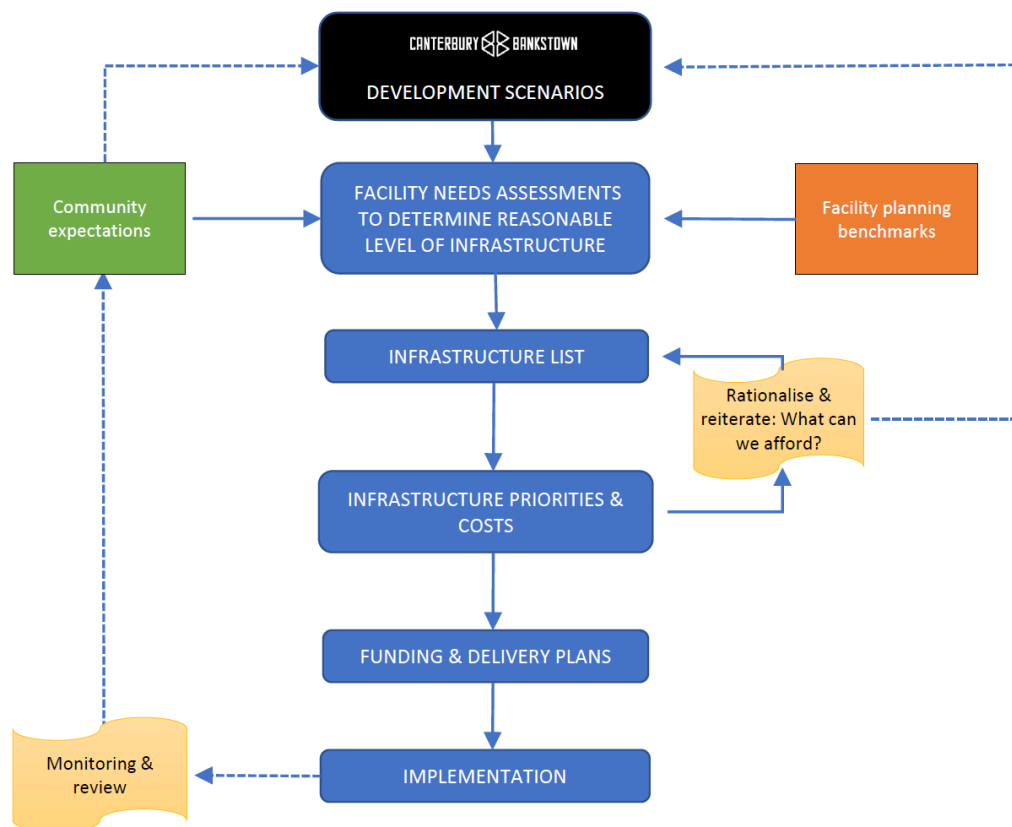 CANTERBURY BANKSTOWN
DEVELOPMENT SCENARIOS
Community
expectations
FACILITY NEEDS ASSESSMENTS
TO DETERMINE REASONABLE
LEVEL OF INFRASTRUCTURE
Facility planning
benchmarks
INFRASTRUCTURE LIST
Rationalise &
reiterate: What can
we afford?
INFRASTRUCTURE PRIORITIES &
COSTS
FUNDING & DELIVERY PLANS
Monitoring &
review
IMPLEMENTATION